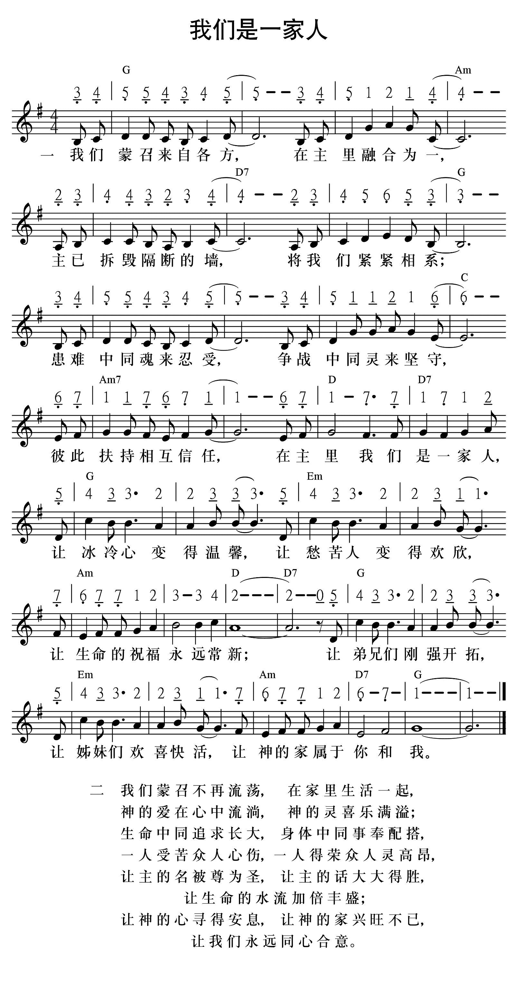 我们是一家人
G Am
3 4 | 5 5 4 3 4 5 | 5 – – 3 4 | 5 1 2 1 4 | 4 – –
4
4
一 我们 蒙召来自各方, 在主 里融合为一,
D7 G
2 3 | 4 4 3 2 3 4 | 4 – – 2 3 | 4 5 6 5 3 | 3 – –
主已 拆毁隔断的墙, 将我 们紧紧相系;
C
3 4 | 5 5 4 3 4 5 | 5 – – 3 4 | 5 1 1 2 1 6 | 6 – –
患难 中同魂来忍受, 争战 中同灵来坚守,
Am7 D D7
6 7 | 1 1 7 6 7 1 | 1 – – 6 7 | 1 – 7• 7 | 1 7 1 2
彼此 扶持相互信任, 在主 里我们 是一家人,
G Em
5 | 4 3 3• 2 | 2 3 3 3• 5 | 4 3 3• 2 | 2 3 1 1•
让 冰冷心变 得温馨, 让 愁苦人变 得欢欣,
Am D D7 G
7 | 6 7 7 1 2 | 3 – 3 4 | 2 – – – | 2 – – 0 5 | 4 3 3• 2 | 2 3 3 3•
让 生命的祝福 永远常 新; 让 弟兄们刚 强开拓,
Em Am D7 G
5 | 4 3 3• 2 | 2 3 1 1• 7 | 6 7 7 1 2 | 6 – 7 – | 1 – – – | 1 – –
让 姊妹们欢 喜快活, 让 神的家属于 你和 我。
二 我们蒙召不再流荡, 在家里生活一起,
神的爱在心中流淌, 神的灵喜乐满溢;
生命中同追求长大, 身体中同事奉配搭,
一人受苦众人心伤, 一人得荣众人灵高昂,
让主的名被尊为圣, 让主的话大大得胜,
让生命的水流加倍丰盛;
让神的心寻得安息, 让神的家兴旺不已,
让我们永远同心合意。